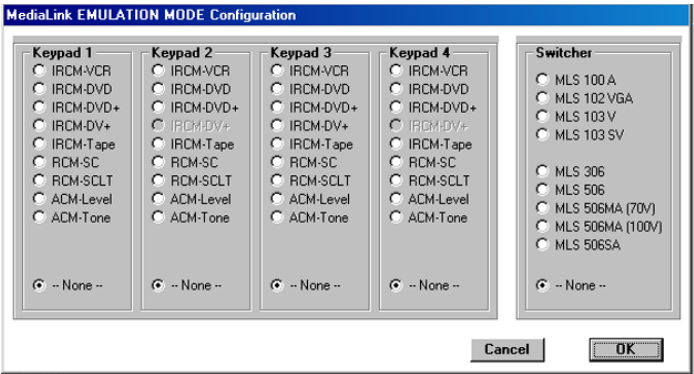 MediaLink EMULATION MODE Configuration
Keypad 1
IRCM-VCR
IRCM-DVD
IRCM-DVD+
IRCM-DV+
IRCM-Tape
RCM-SC
RCM-SCLT
ACM-Level
ACM-Tone
-- None --
Keypad 2
IRCM-VCR
IRCM-DVD
IRCM-DVD+
IRCM-DV+
IRCM-Tape
RCM-SC
RCM-SCLT
ACM-Level
ACM-Tone
-- None --
Keypad 3
IRCM-VCR
IRCM-DVD
IRCM-DVD+
IRCM-DV+
IRCM-Tape
RCM-SC
RCM-SCLT
ACM-Level
ACM-Tone
-- None --
Keypad 4
IRCM-VCR
IRCM-DVD
IRCM-DVD+
IRCM-DV+
IRCM-Tape
RCM-SC
RCM-SCLT
ACM-Level
ACM-Tone
-- None --
Switcher
MLS 100 A
MLS 102 VGA
MLS 103 V
MLS 103 SV
MLS 306
MLS 506
MLS 506MA (70V)
MLS 506MA (100V)
MLS 506SA
-- None --
Cancel
OK